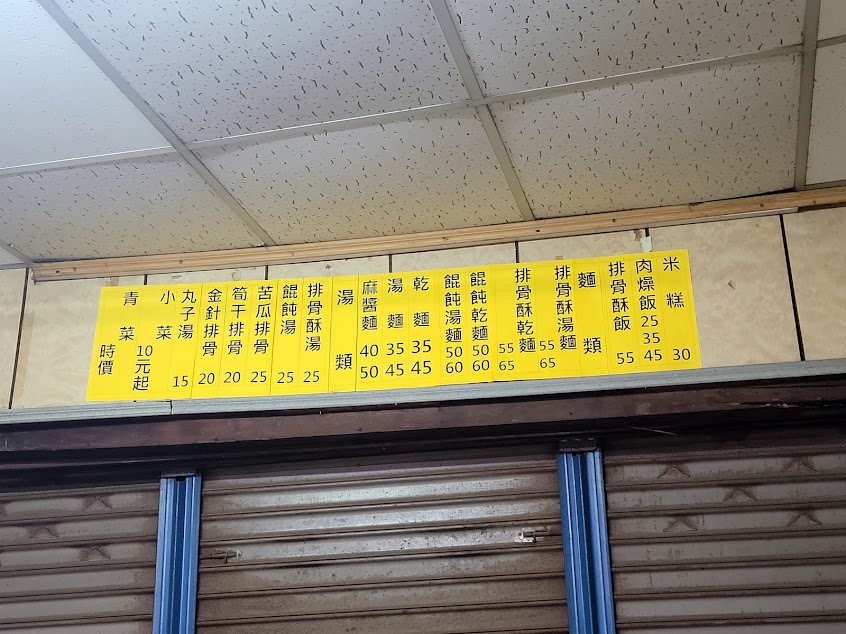 米糕 30
肉燥飯 25 35 45
排骨酥飯 55
麵類
排骨酥湯麵 55 65
排骨酥乾麵 55 65
餛飩乾麵 50 60
餛飩湯麵 50 60
乾麵 35 45
湯麵 35 45
麻醬麵 40 50
湯類
排骨酥湯 25
餛飩湯 25
苦瓜排骨 25
筍干排骨 20
金針排骨 20
丸子湯 15
小菜 10元起
青菜 時價